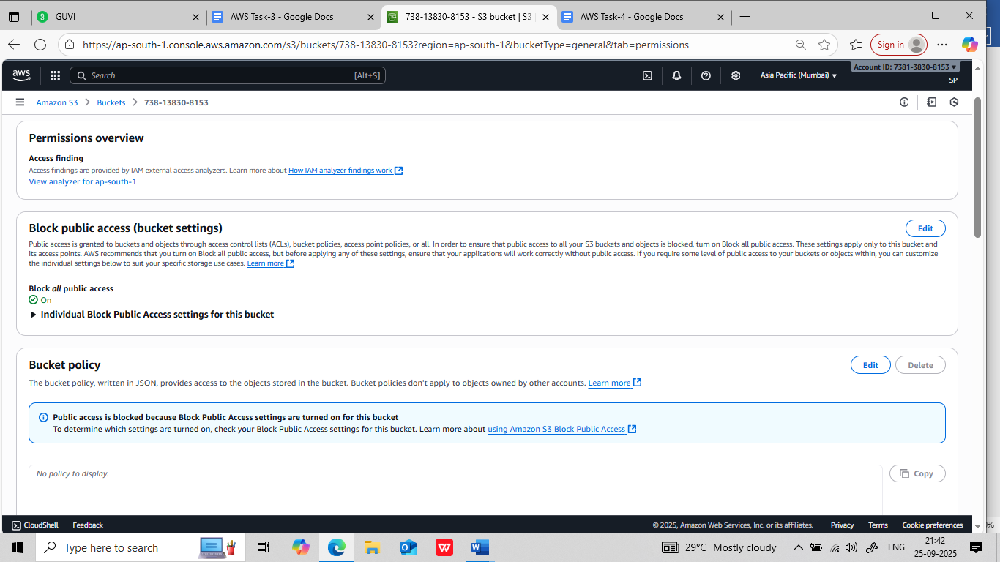 GUVI
AWS Task-3 - Google Docs
738-13830-8153 - S3 bucket | S3
AWS Task-4 - Google Docs
https://ap-south-1.console.aws.amazon.com/s3/buckets/738-13830-8153?region=ap-south-1&bucketType=general&tab=permissions
Sign in
aws
Search
[Alt+S]
Asia Pacific (Mumbai)
Account ID: 7381-3830-8153
SP
Amazon S3
Buckets
738-13830-8153
Permissions overview
Access finding
Access findings are provided by IAM external access analyzers. Learn more about How IAM analyzer findings work
View analyzer for ap-south-1
Block public access (bucket settings)
Edit
Public access is granted to buckets and objects through access control lists (ACLs), bucket policies, access point policies, or all. In order to ensure that public access to all your S3 buckets and objects is blocked, turn on Block all public access. These settings apply only to this bucket and
its access points. AWS recommends that you turn on Block all public access, but before applying any of these settings, ensure that your applications will work correctly without public access. If you require some level of public access to your buckets or objects within, you can customize
the individual settings below to suit your specific storage use cases. Learn more
Block all public access
On
Individual Block Public Access settings for this bucket
Bucket policy
Edit
Delete
The bucket policy, written in JSON, provides access to the objects stored in the bucket. Bucket policies don't apply to objects owned by other accounts. Learn more
Public access is blocked because Block Public Access settings are turned on for this bucket
To determine which settings are turned on, check your Block Public Access settings for this bucket. Learn more about using Amazon S3 Block Public Access
No policy to display.
Copy
CloudShell
Feedback
© 2025, Amazon Web Services, Inc. or its affiliates.
Privacy
Terms
Cookie preferences
Type here to search
29°C Mostly cloudy
ENG
21:42
25-09-2025